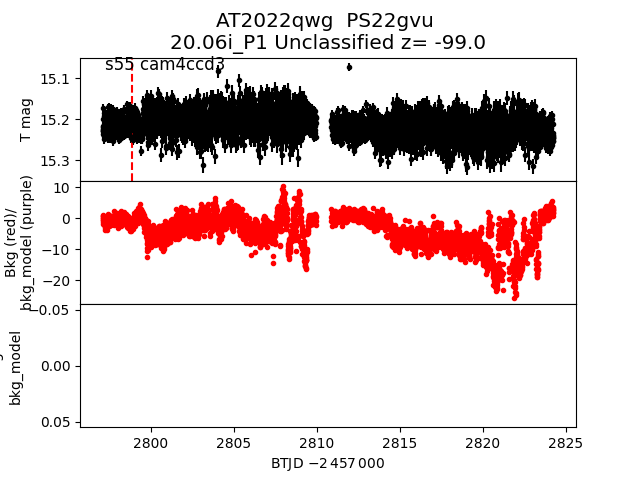 AT2022qwg  PS22gvu
20.06i_P1 Unclassified z= -99.0
s55 cam4ccd3
15.1
15.2
15.3
T mag
10
0
−10
−20
Bkg (red)/
bkg_model (purple)
−0.05
0.00
0.05
bkg_model
2800
2805
2810
2815
2820
2825
BTJD −2 457 000